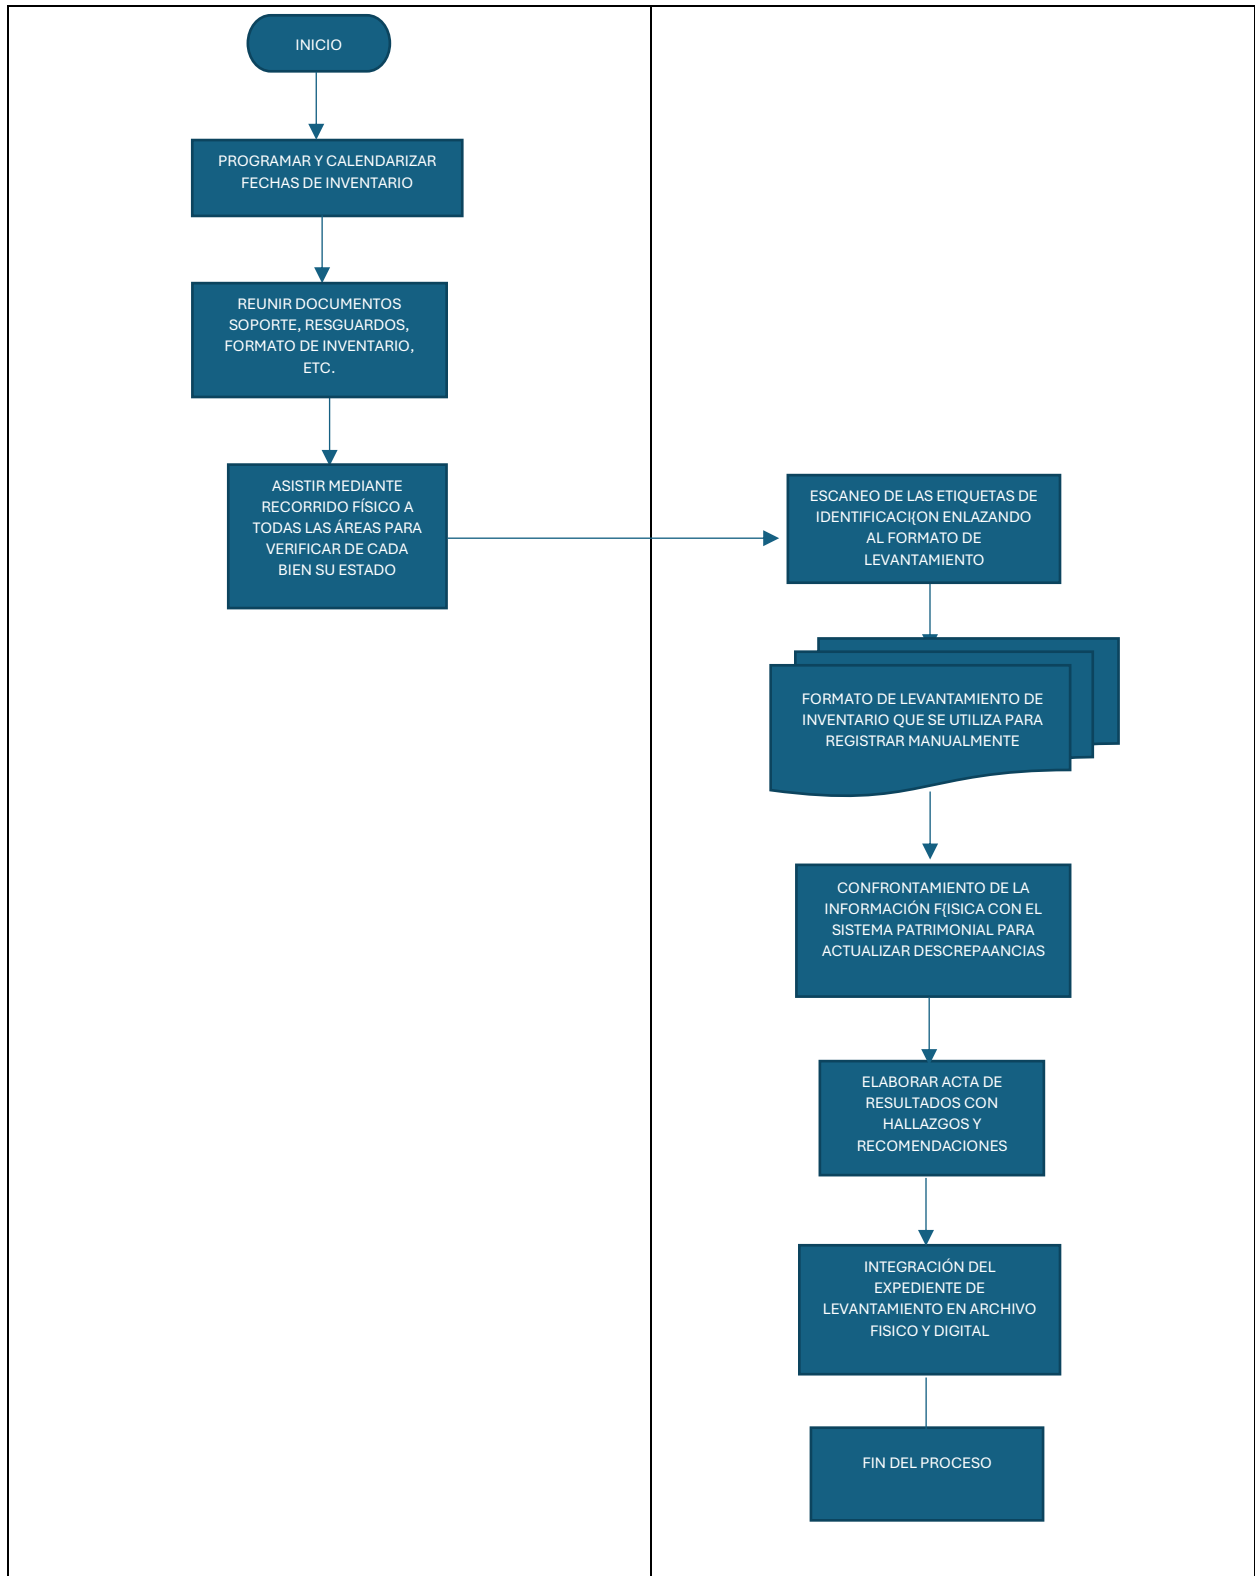 INICIO
PROGRAMAR Y CALENDARIZAR
FECHAS DE INVENTARIO
REUNIR DOCUMENTOS
SOPORTE, RESGUARDOS,
FORMATO DE INVENTARIO,
ETC.
ASISTIR MEDIANTE
RECORRIDO FÍSICO A
TODAS LAS ÁREAS PARA
VERIFICAR DE CADA
BIEN SU ESTADO
ESCANEO DE LAS ETIQUETAS DE
IDENTIFICACI{ON ENLAZANDO
AL FORMATO DE
LEVANTAMIENTO
FORMATO DE LEVANTAMIENTO DE
INVENTARIO QUE SE UTILIZA PARA
REGISTRAR MANUALMENTE
CONFRONTAMIENTO DE LA
INFORMACIÓN F{ISICA CON EL
SISTEMA PATRIMONIAL PARA
ACTUALIZAR DESCREPAANCIAS
ELABORAR ACTA DE
RESULTADOS CON
HALLAZGOS Y
RECOMENDACIONES
INTEGRACIÓN DEL
EXPEDIENTE DE
LEVANTAMIENTO EN ARCHIVO
FISICO Y DIGITAL
FIN DEL PROCESO